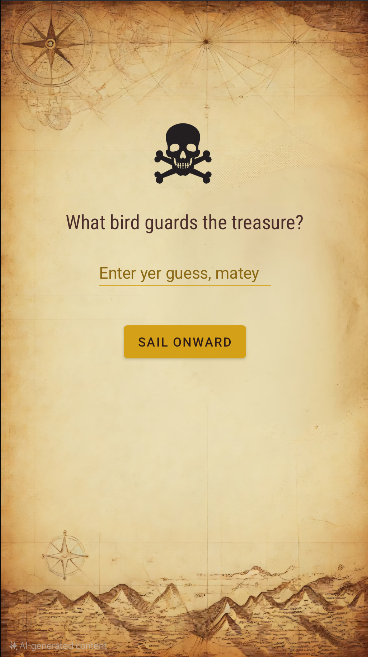 What bird guards the treasure?
Enter yer guess, matey
SAIL ONWARD
AI-generated content